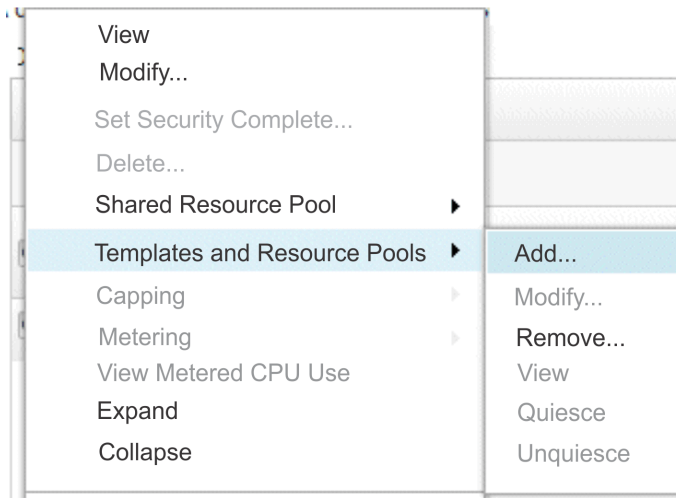 View
Modify...
Set Security Complete...
Delete...
Shared Resource Pool
Templates and Resource Pools
Capping
Metering
View Metered CPU Use
Expand
Collapse
Add...
Modify...
Remove...
View
Quiesce
Unquiesce